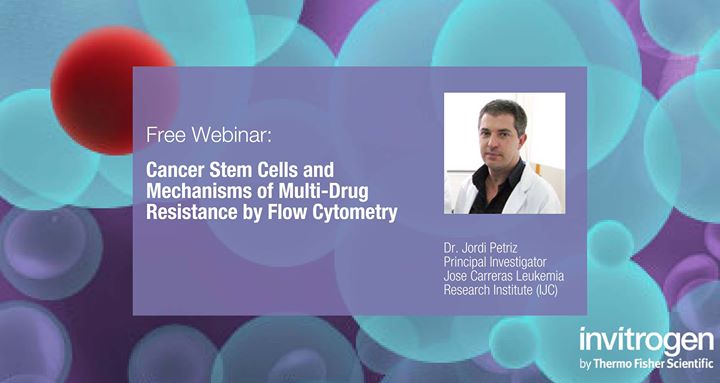 Free Webinar:
Cancer Stem Cells and
Mechanisms of Multi-Drug
Resistance by Flow Cytometry
Dr. Jordi Petriz
Principal Investigator
Jose Carreras Leukemia
Research Institute (IJC)
invitrogen
by Thermo Fisher Scientific